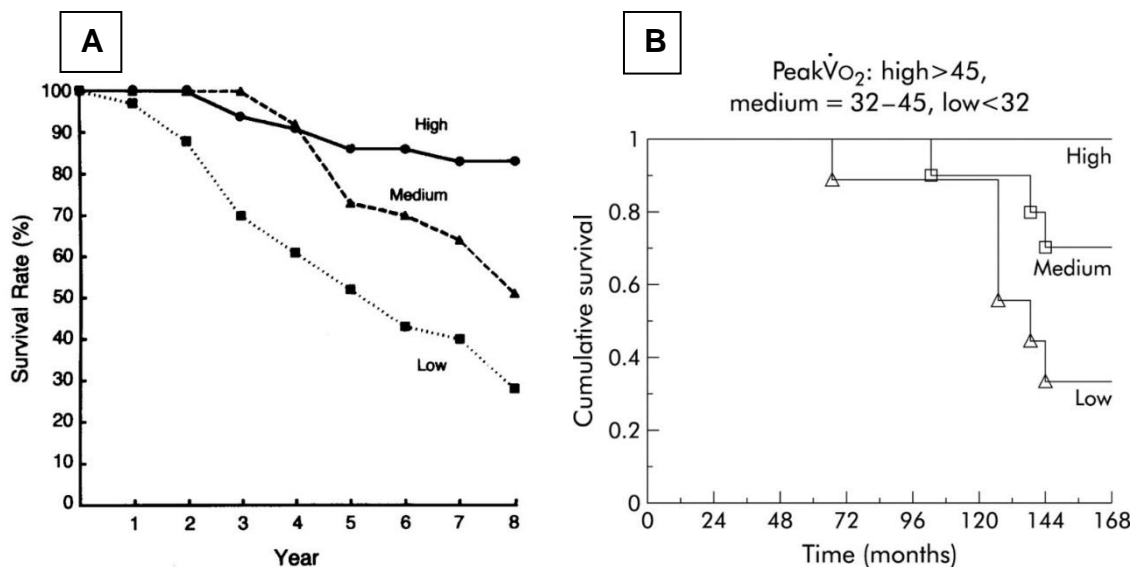 A
100
90
80
70
60
50
40
30
20
10
0
Survival Rate (%)
High
Medium
Low
1 2 3 4 5 6 7 8
Year
B
PeakV̇O₂: high>45,
medium = 32–45, low<32
1
0.8
0.6
0.4
0.2
0
Cumulative survival
High
Medium
Low
0 24 48 72 96 120 144 168
Time (months)